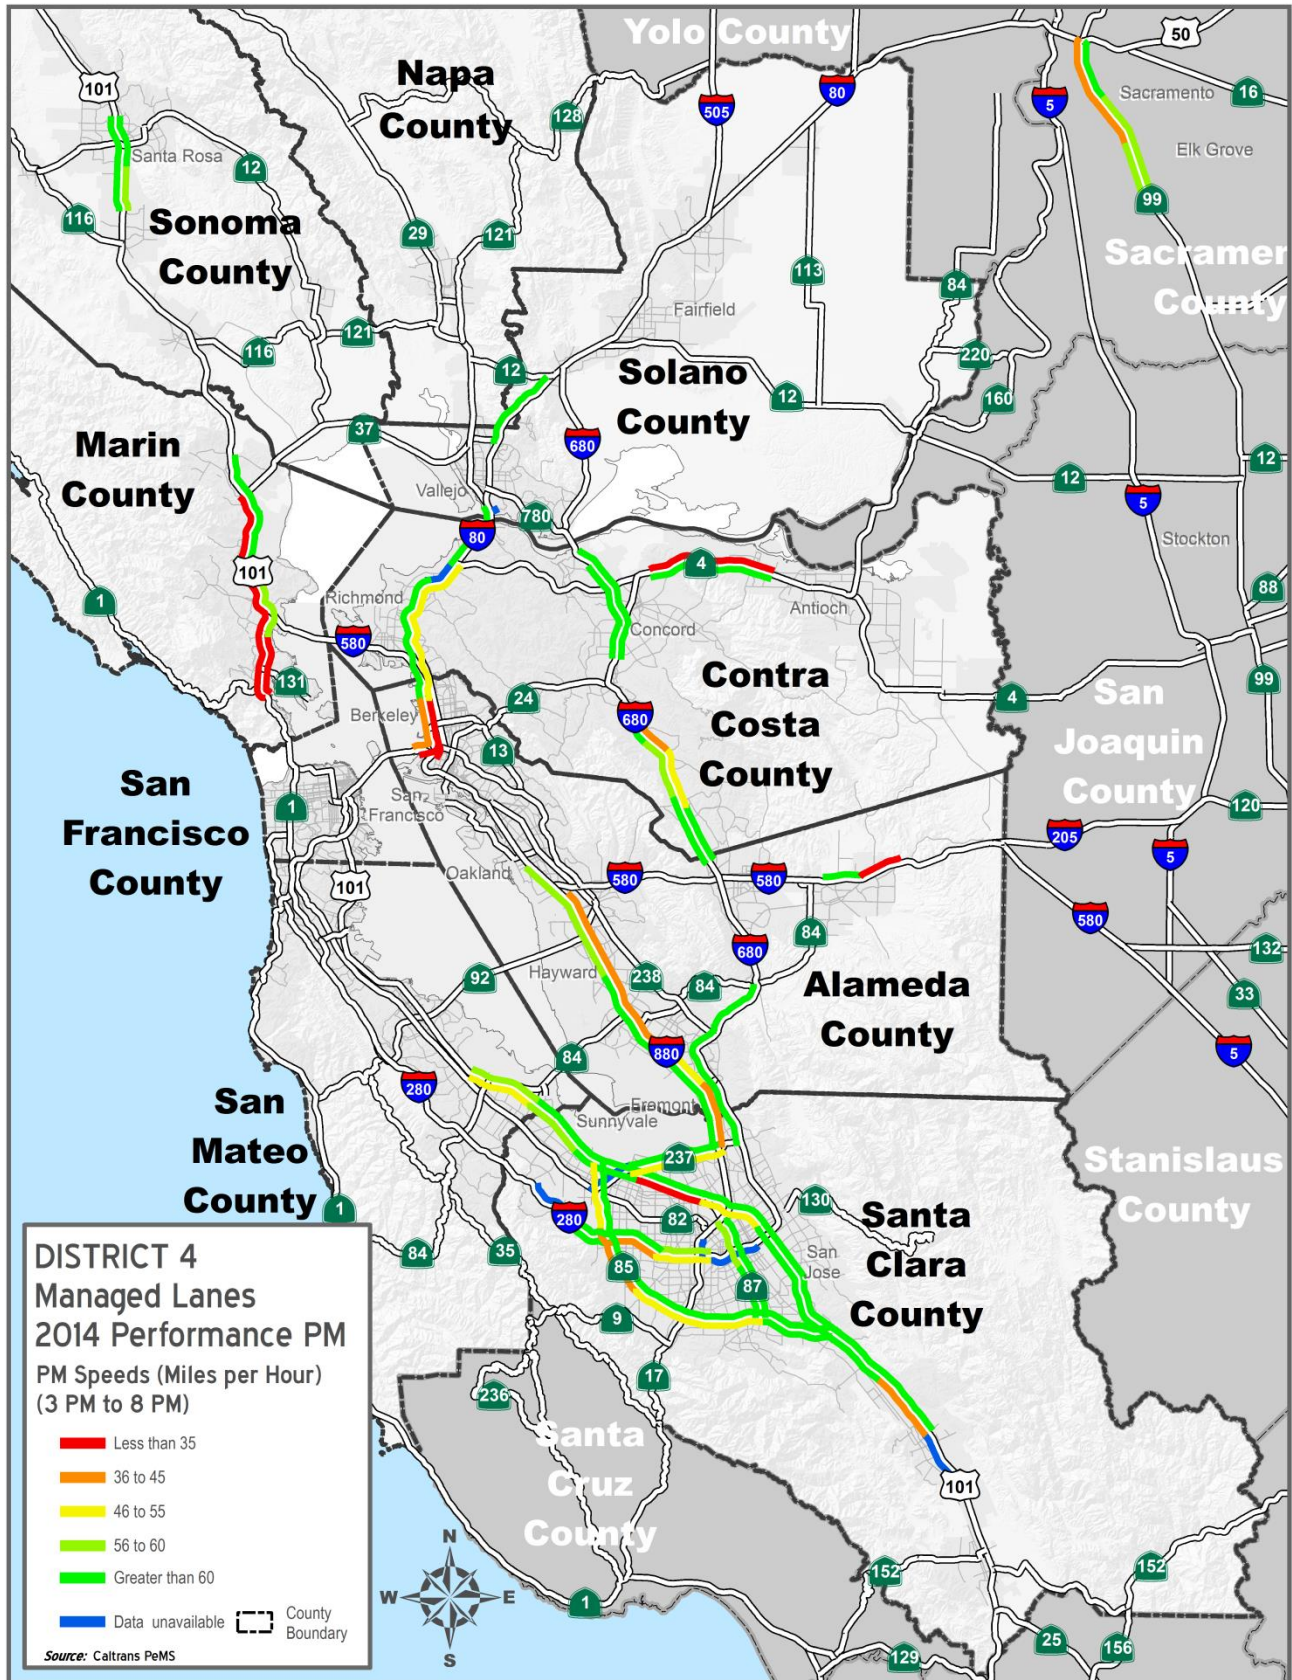 Yolo County
50
101
Napa
County
80
505
128
5
16
Sacramento
Santa Rosa
12
Elk Grove
99
116
Sonoma
County
29
121
113
Sacramen
County
84
Fairfield
116
121
220
12
Solano
County
12
160
37
680
Marin
County
12
12
Vallejo
5
780
80
Stockton
101
4
88
1
Richmond
Antioch
580
Concord
Contra
Costa
County
131
24
99
4
San
Joaquin
County
Berkeley
680
13
San
Francisco
County
1
San
Francisco
120
205
5
101
Oakland
580
580
580
84
680
132
92
Hayward
238
84
Alameda
County
33
880
5
84
280
San
Mateo
County
Fremont
Sunnyvale
237
Stanislaus
County
130
1
280
82
Santa
Clara
County
84
35
San
Jose
85
87
9
17
236
Santa
Cruz
County
101
152
152
1
25
156
129
N
W
E
S
DISTRICT 4
Managed Lanes
2014 Performance PM
PM Speeds (Miles per Hour)
(3 PM to 8 PM)
Less than 35
36 to 45
46 to 55
56 to 60
Greater than 60
Data unavailable
County
Boundary
Source: Caltrans PeMS